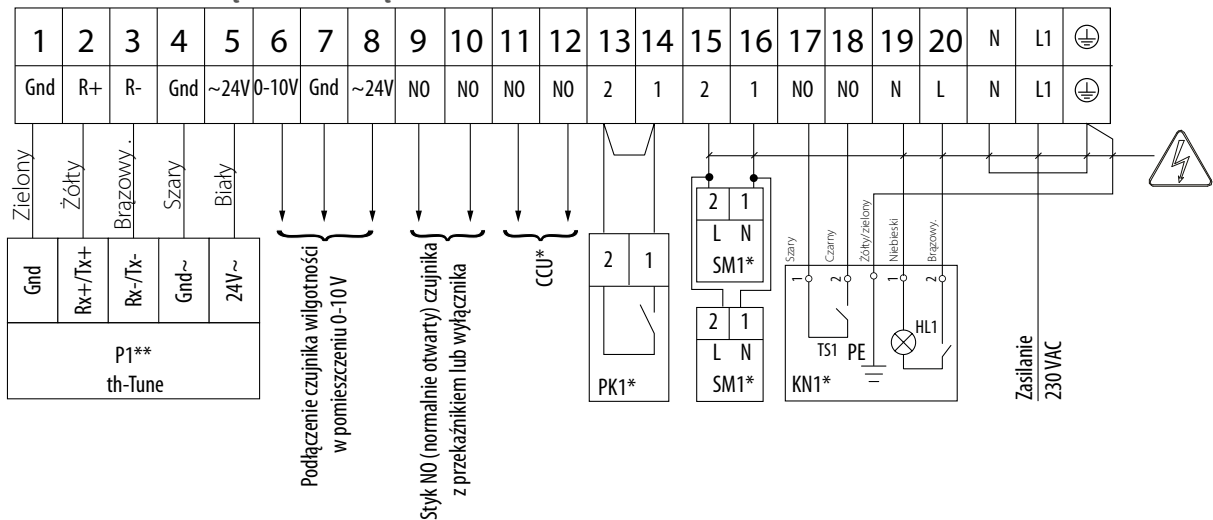 1 2 3 4 5 6 7 8 9 10 11 12 13 14 15 16 17 18 19 20 N L1
Gnd R+ R- Gnd ~24V 0-10V Gnd ~24V NO NO NO NO 2 1 2 1 NO NO N L N L1
Zielony
Żółty
Brązowy .
Szary
Biały
Gnd
Rx+/Tx+
Rx-/Tx-
Gnd~
24V~
P1**
th-Tune
Podłączenie czujnika wilgotności
w pomieszczeniu 0-10 V
Styk NO (normalnie otwarty) czujnika
z przekaźnikiem lub wyłącznika
CCU*
2 1
PK1*
2 1
L N
SM1*
2 1
L N
SM1*
Szary
Czarny
Żółty/zielony
Niebieski
Brązowy.
1 2 1 2
TS1
PE
HL1
KN1*
Zasilanie
230 VAC